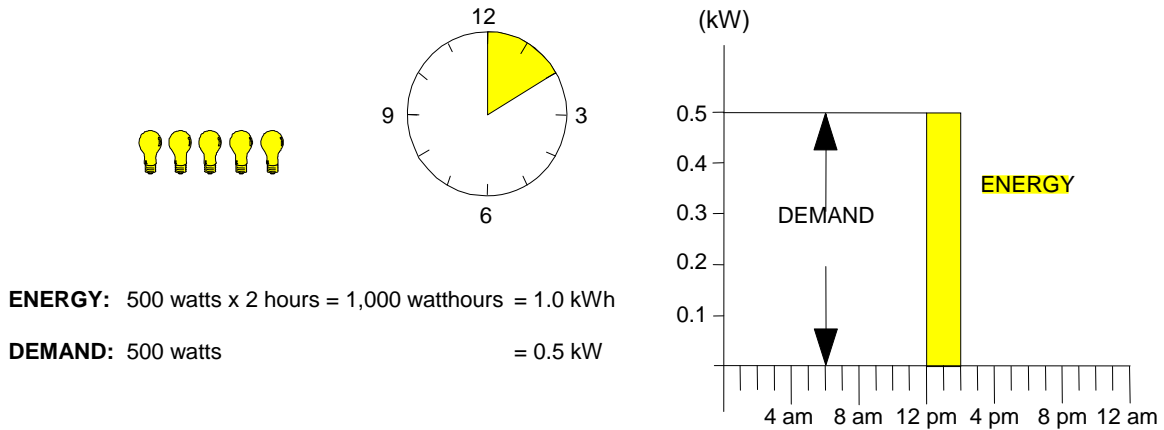 12
9
3
6
ENERGY: 500 watts x 2 hours = 1,000 watthours = 1.0 kWh
DEMAND: 500 watts = 0.5 kW
(kW)
0.5
0.4
0.3
0.2
0.1
DEMAND
ENERGY
4 am 8 am 12 pm 4 pm 8 pm 12 am